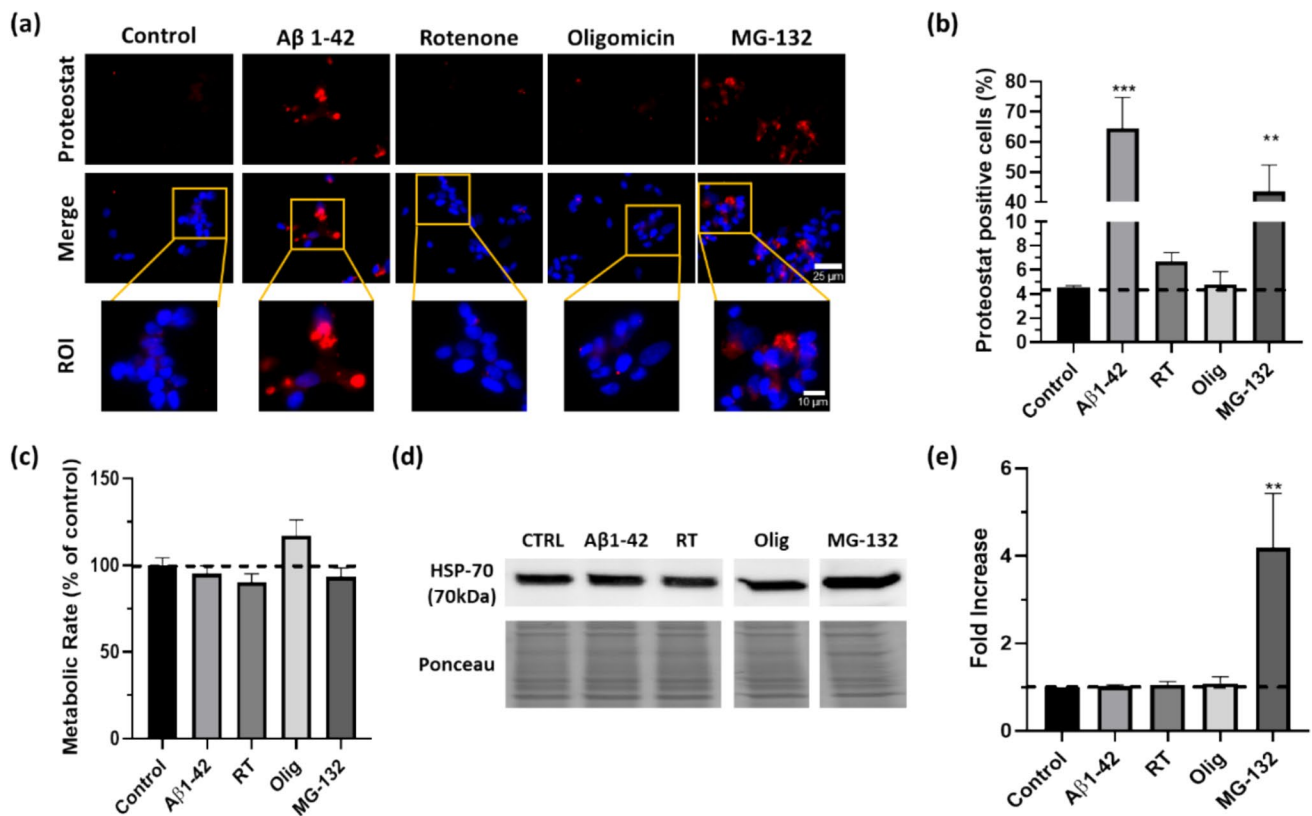 (a)
Control
Aβ 1-42
Rotenone
Oligomicin
MG-132
Proteostat
Merge
25 µm
ROI
10 µm
(b)
Proteostat positive cells (%)
80
70
60
50
40
10
8
6
4
2
0
***
**
Control
Aβ1-42
RT
Olig
MG-132
(c)
Metabolic Rate (% of control)
150
100
50
0
Control
Aβ1-42
RT
Olig
MG-132
(d)
CTRL
Aβ1-42
RT
Olig
MG-132
HSP-70
(70kDa)
Ponceau
(e)
Fold Increase
6
4
2
0
**
Control
Aβ1-42
RT
Olig
MG-132